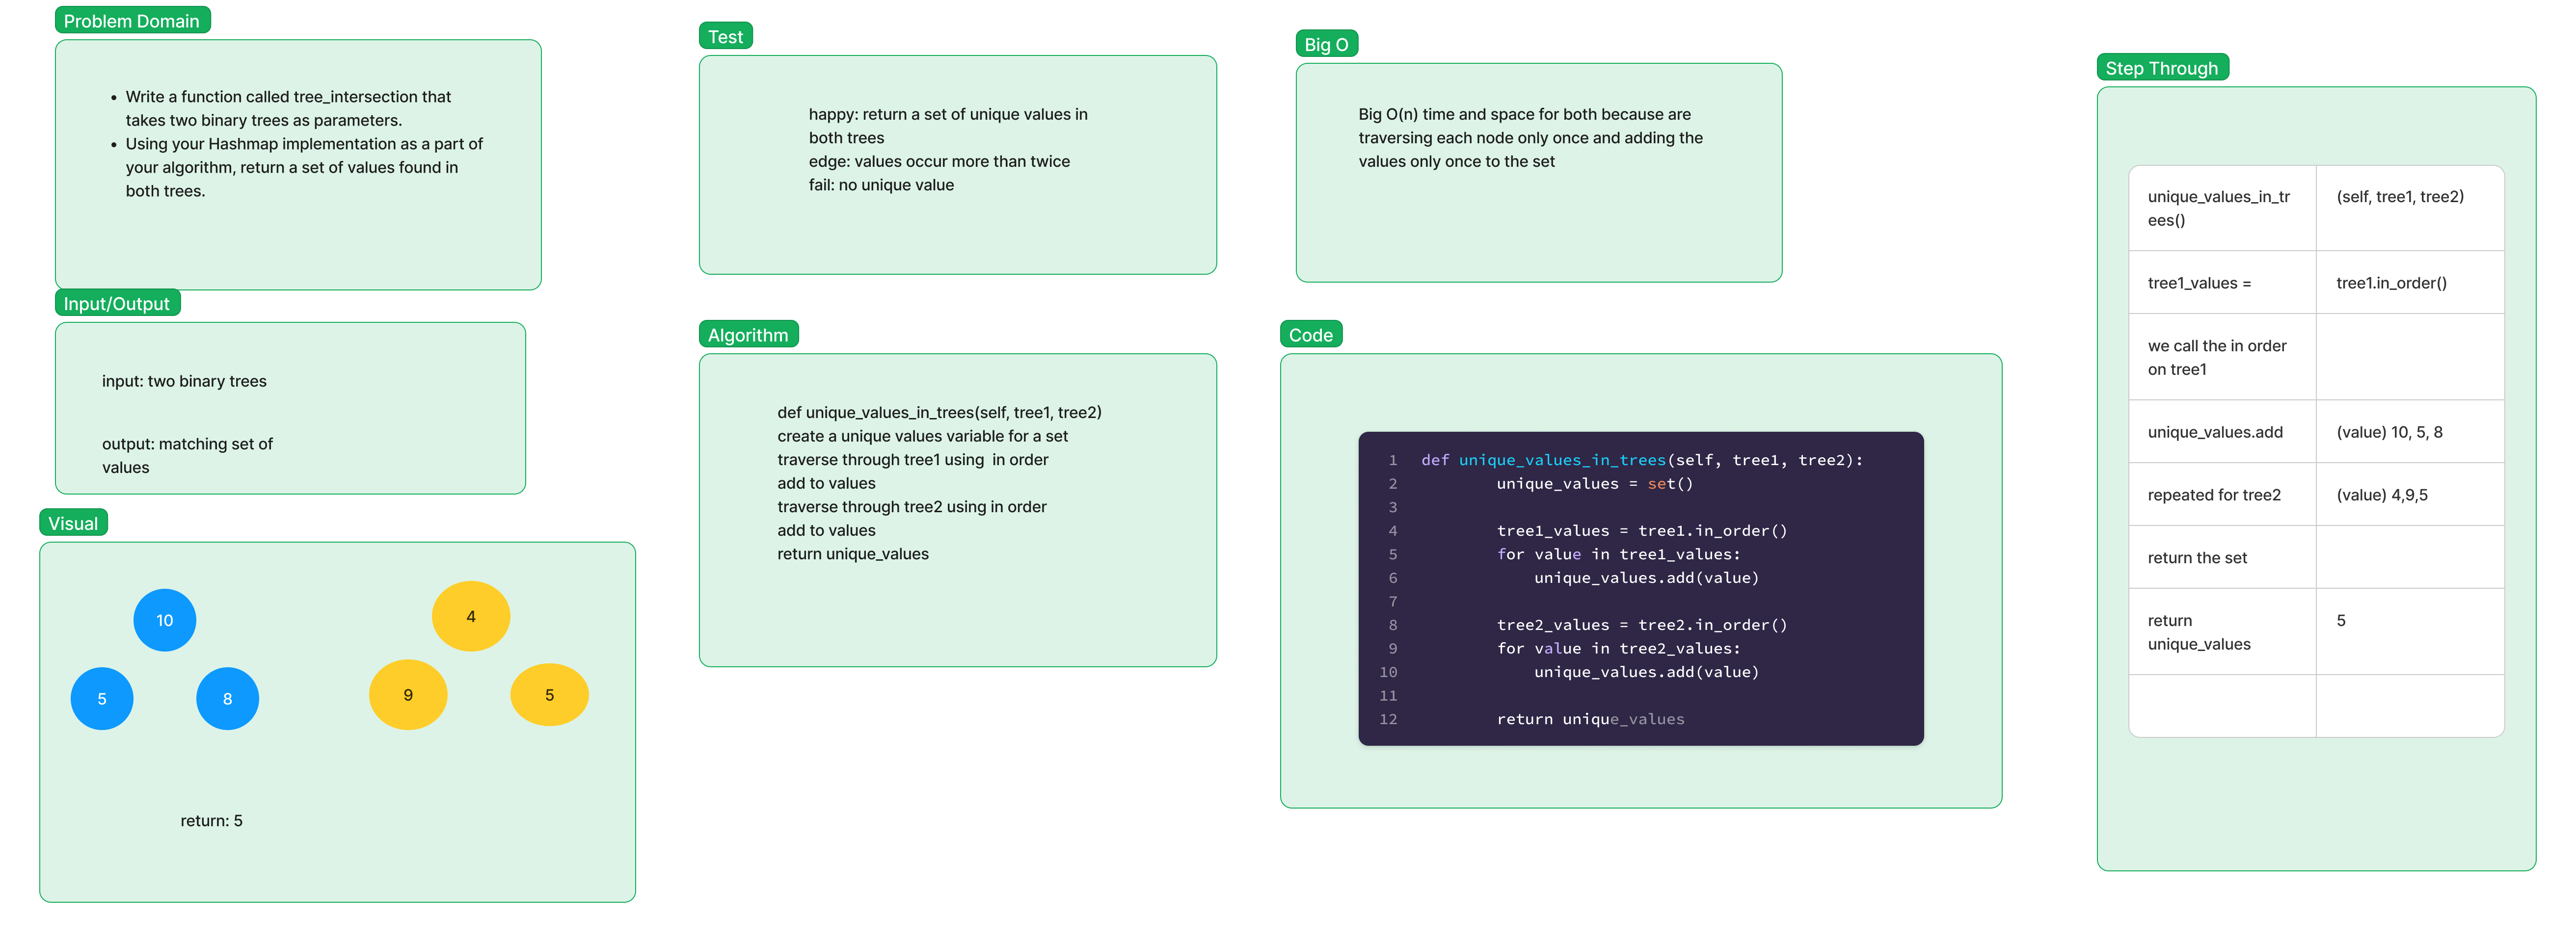 Problem Domain
• Write a function called tree_intersection that
takes two binary trees as parameters.
• Using your Hashmap implementation as a part of
your algorithm, return a set of values found in
both trees.
Input/Output
input: two binary trees
output: matching set of
values
Visual
10
5
8
4
9
5
return: 5
Test
happy: return a set of unique values in
both trees
edge: values occur more than twice
fail: no unique value
Algorithm
def unique_values_in_trees(self, tree1, tree2)
create a unique values variable for a set
traverse through tree1 using  in order
add to values
traverse through tree2 using in order
add to values
return unique_values
Big O
Big O(n) time and space for both because are
traversing each node only once and adding the
values only once to the set
Code
1 def unique_values_in_trees(self, tree1, tree2):
2 unique_values = set()
3
4 tree1_values = tree1.in_order()
5 for value in tree1_values:
6 unique_values.add(value)
7
8 tree2_values = tree2.in_order()
9 for value in tree2_values:
10 unique_values.add(value)
11
12 return unique_values
Step Through
unique_values_in_tr
ees()
(self, tree1, tree2)
tree1_values =
tree1.in_order()
we call the in order
on tree1
unique_values.add
(value) 10, 5, 8
repeated for tree2
(value) 4,9,5
return the set
return
unique_values
5